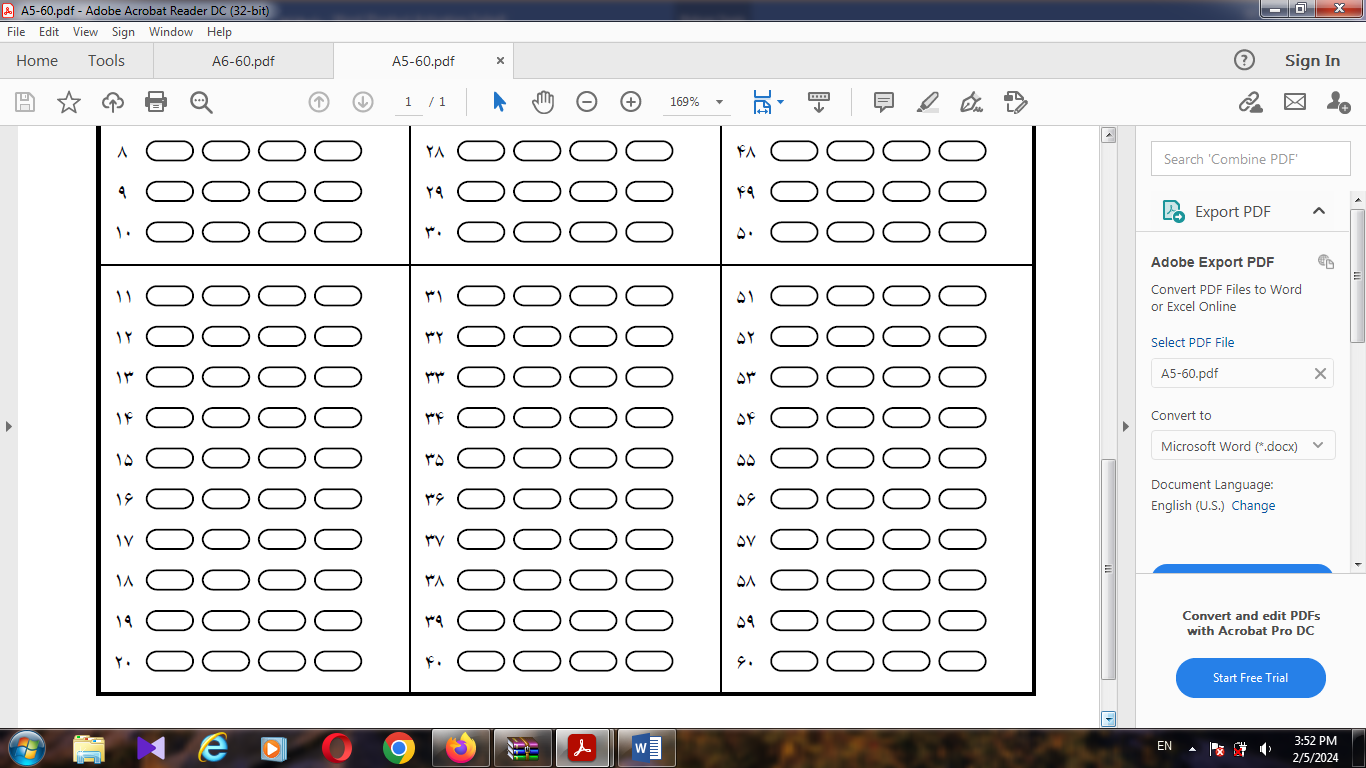 A5-60.pdf - Adobe Acrobat Reader DC (32-bit)
File Edit View Sign Window Help
Home Tools A6-60.pdf A5-60.pdf × ? Sign In
1 / 1 169%
۸ ۲۸ ۴۸
۹ ۲۹ ۴۹
۱۰ ۳۰ ۵۰
۱۱ ۳۱ ۵۱
۱۲ ۳۲ ۵۲
۱۳ ۳۳ ۵۳
۱۴ ۳۴ ۵۴
۱۵ ۳۵ ۵۵
۱۶ ۳۶ ۵۶
۱۷ ۳۷ ۵۷
۱۸ ۳۸ ۵۸
۱۹ ۳۹ ۵۹
۲۰ ۴۰ ۶۰
Search 'Combine PDF'
Export PDF
Adobe Export PDF
Convert PDF Files to Word
or Excel Online
Select PDF File
A5-60.pdf
Convert to
Microsoft Word (*.docx)
Document Language:
English (U.S.) Change
Convert and edit PDFs
with Acrobat Pro DC
Start Free Trial
EN
3:52 PM
2/5/2024